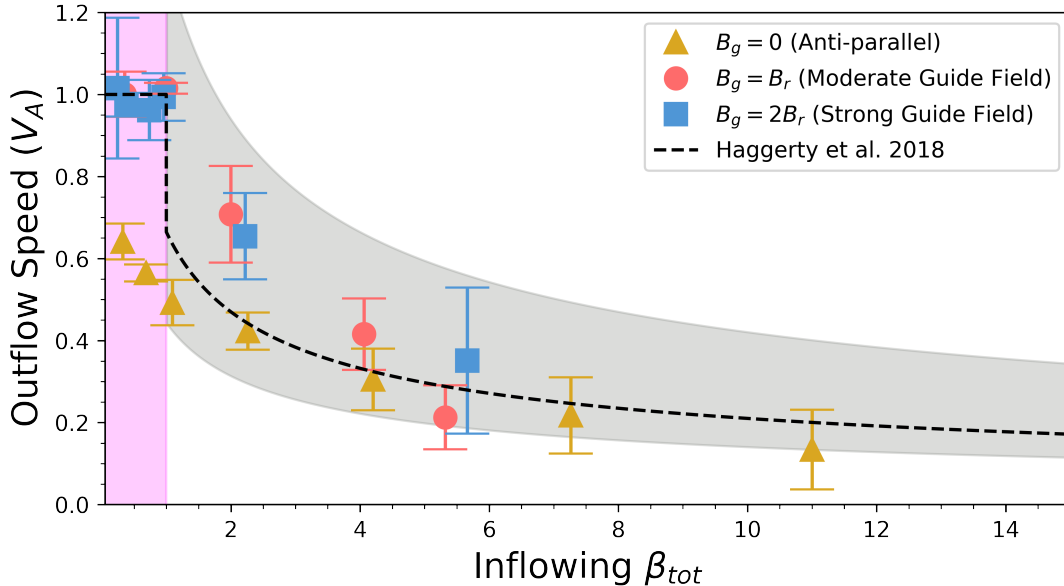 1.2
1.0
0.8
0.6
0.4
0.2
0.0
Outflow Speed (V_A)
B_g = 0 (Anti-parallel)
B_g = B_r (Moderate Guide Field)
B_g = 2B_r (Strong Guide Field)
Haggerty et al. 2018
2 4 6 8 10 12 14
Inflowing β_tot